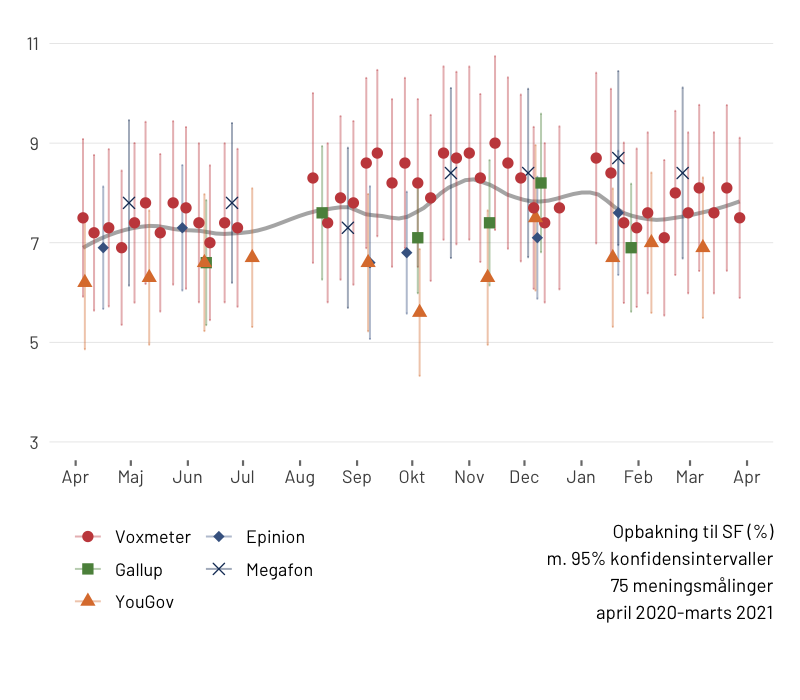 11
9
7
5
3
Apr Maj Jun Jul Aug Sep Okt Nov Dec Jan Feb Mar Apr
Voxmeter Epinion
Gallup Megafon
YouGov
Opbakning til SF (%)
m. 95% konfidensintervaller
75 meningsmålinger
april 2020-marts 2021